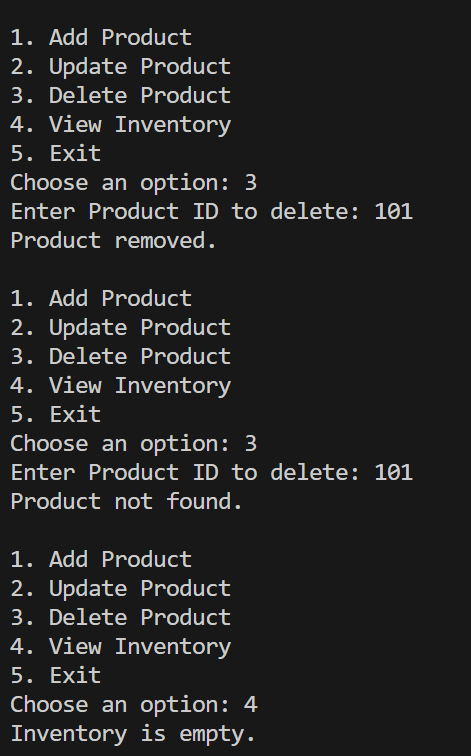 1. Add Product
2. Update Product
3. Delete Product
4. View Inventory
5. Exit
Choose an option: 3
Enter Product ID to delete: 101
Product removed.

1. Add Product
2. Update Product
3. Delete Product
4. View Inventory
5. Exit
Choose an option: 3
Enter Product ID to delete: 101
Product not found.

1. Add Product
2. Update Product
3. Delete Product
4. View Inventory
5. Exit
Choose an option: 4
Inventory is empty.